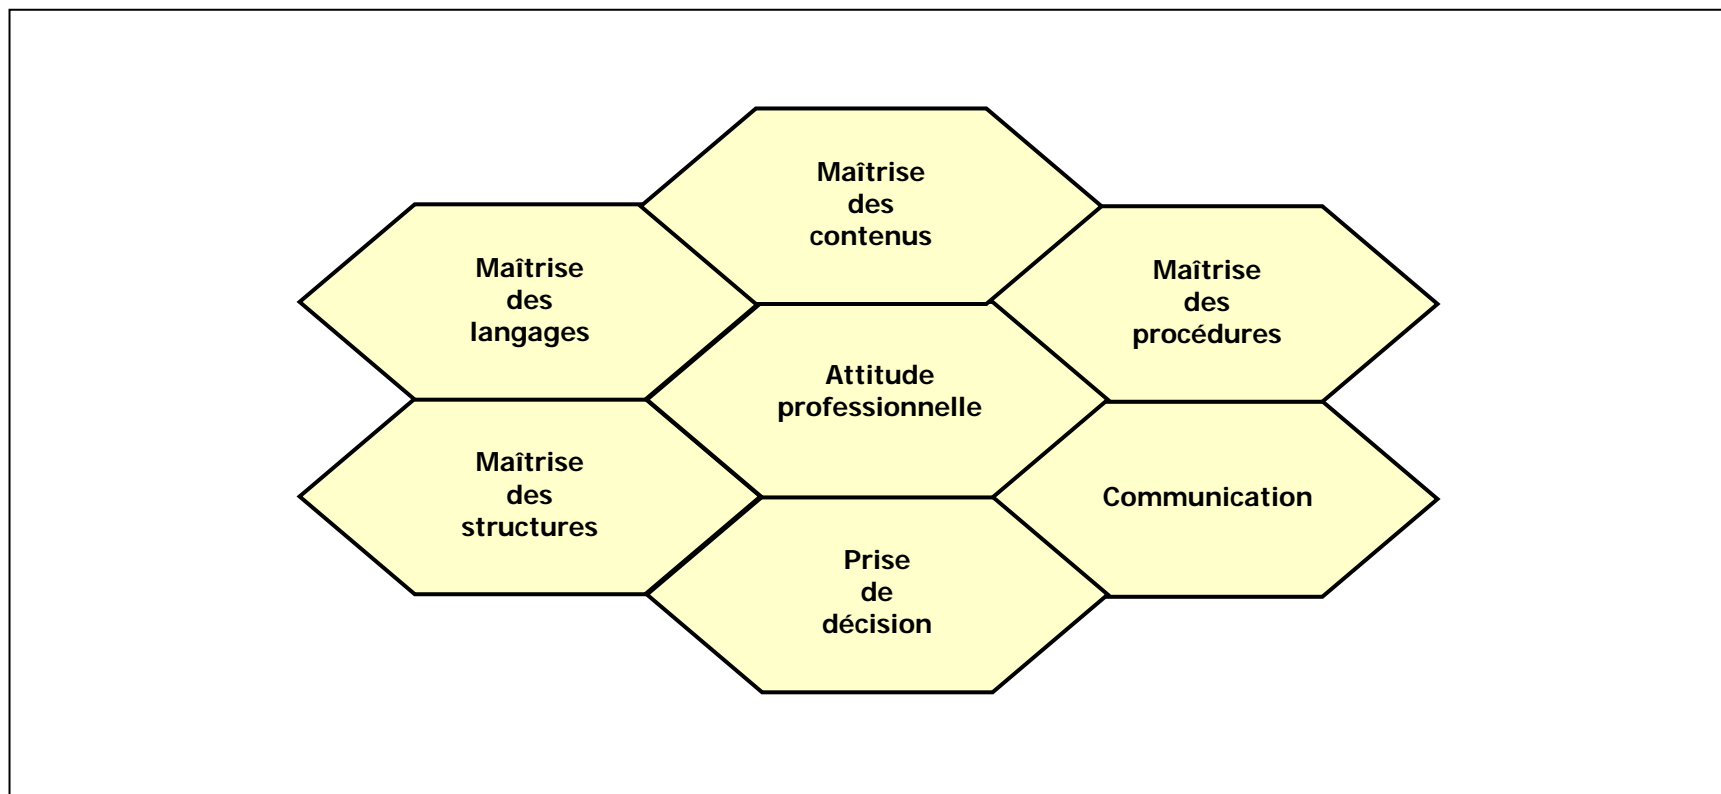 Maîtrise
des
contenus
Maîtrise
des
langages
Maîtrise
des
procédures
Attitude
professionnelle
Maîtrise
des
structures
Communication
Prise
de
décision